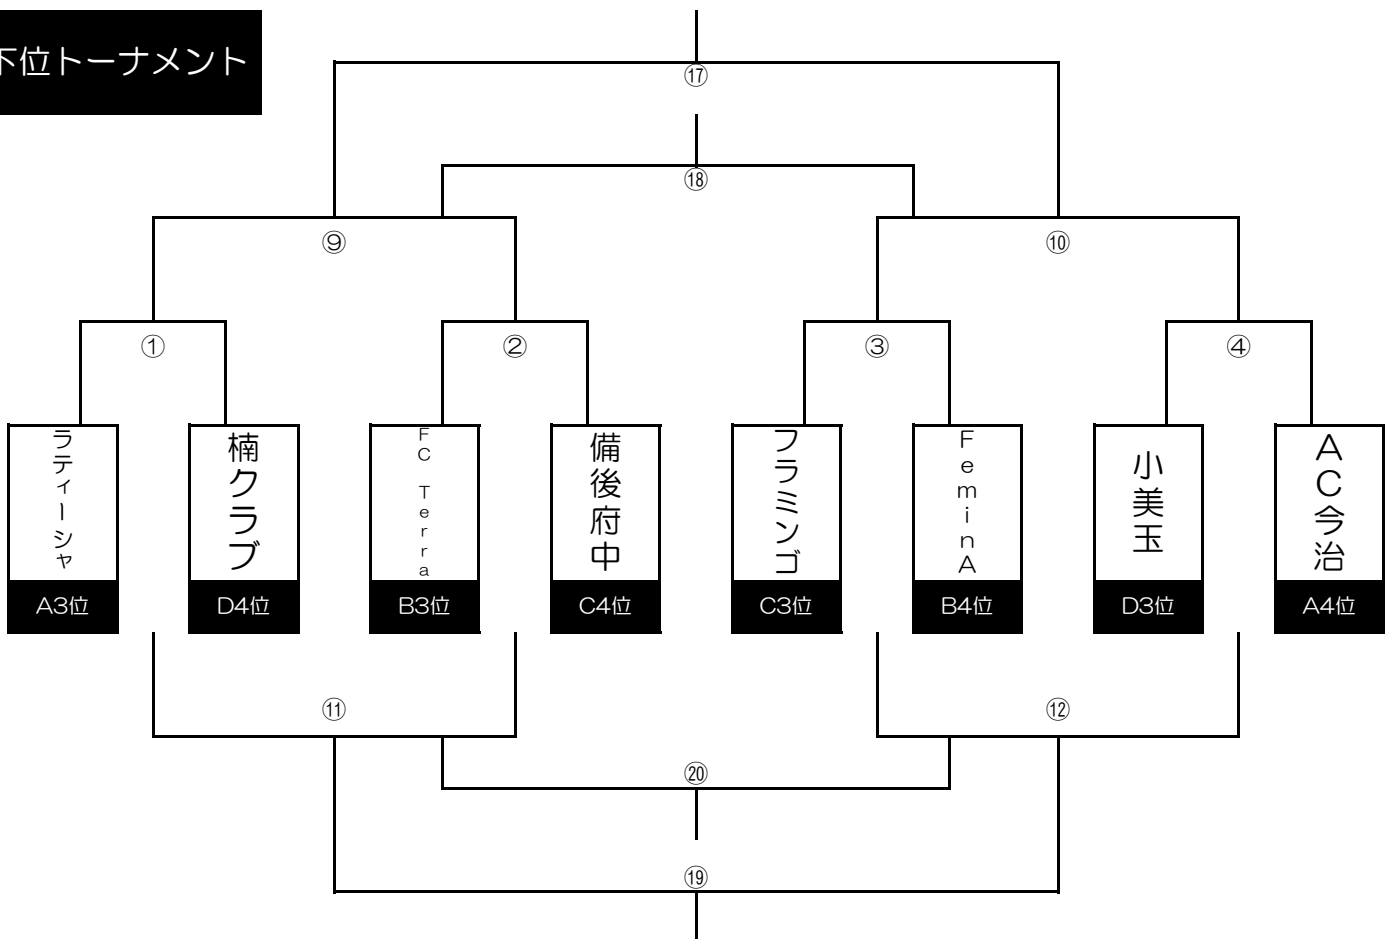 下位トーナメント
⑰
⑱
⑨
⑩
①
②
③
④
ラティーシャ
楠クラブ
FC Terra
備後府中
フラミンゴ
FeminA
小美玉
AC今治
A3位
D4位
B3位
C4位
C3位
B4位
D3位
A4位
⑪
⑫
⑳
⑲